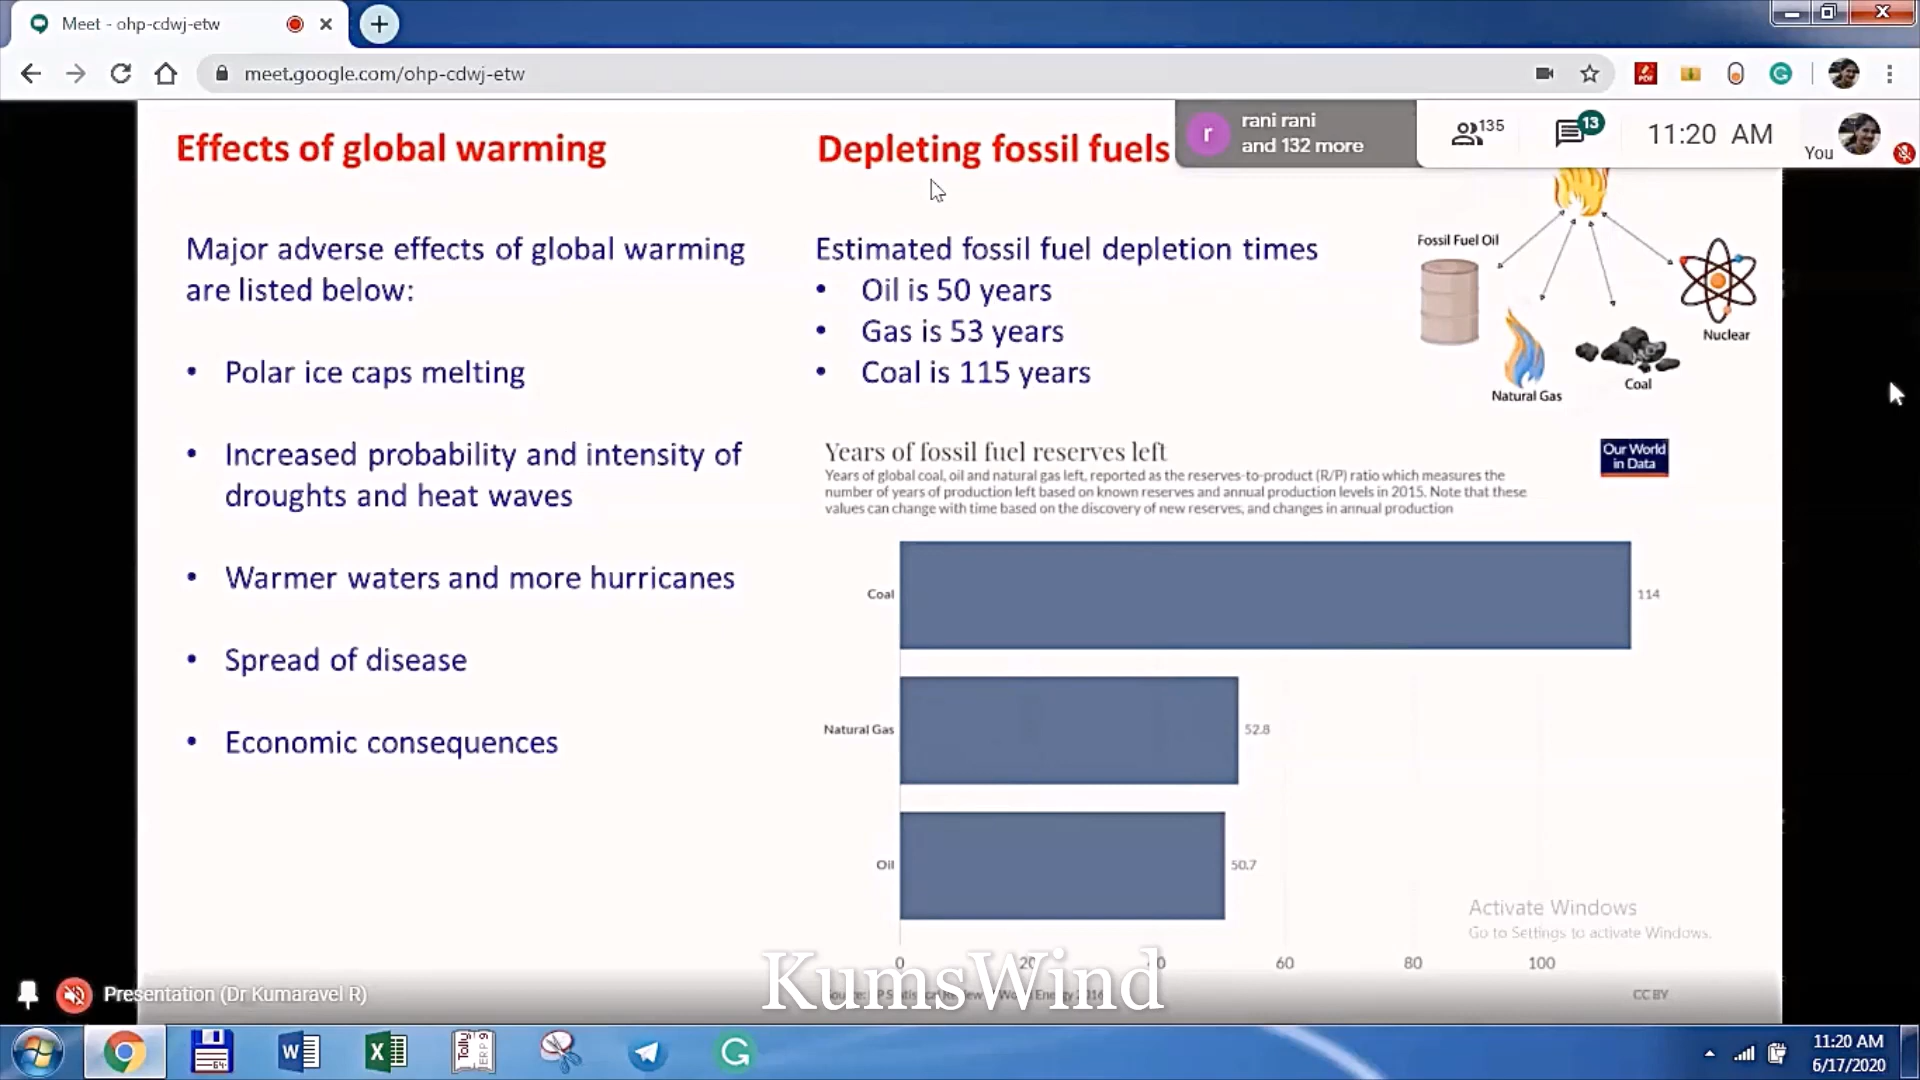 Meet - ohp-cdwj-etw
meet.google.com/ohp-cdwj-etw
PDF
Effects of global warming
Major adverse effects of global warming
are listed below:
• Polar ice caps melting
• Increased probability and intensity of
droughts and heat waves
• Warmer waters and more hurricanes
• Spread of disease
• Economic consequences
Depleting fossil fuels
r
rani rani
and 132 more
135
13
11:20 AM
You
Estimated fossil fuel depletion times
• Oil is 50 years
• Gas is 53 years
• Coal is 115 years
Fossil Fuel Oil
Natural Gas
Coal
Nuclear
Years of fossil fuel reserves left
Our World
in Data
Years of global coal, oil and natural gas left, reported as the reserves-to-product (R/P) ratio which measures the
number of years of production left based on known reserves and annual production levels in 2015. Note that these
values can change with time based on the discovery of new reserves, and changes in annual production
Coal 114
Natural Gas 52.8
Oil 50.7
Activate Windows
Go to Settings to activate Windows.
0 20 60 80 100
KumsWind
CC BY
Presentation (Dr Kumaravel R)
64
W
X
Tally
ERP 9
11:20 AM
6/17/2020